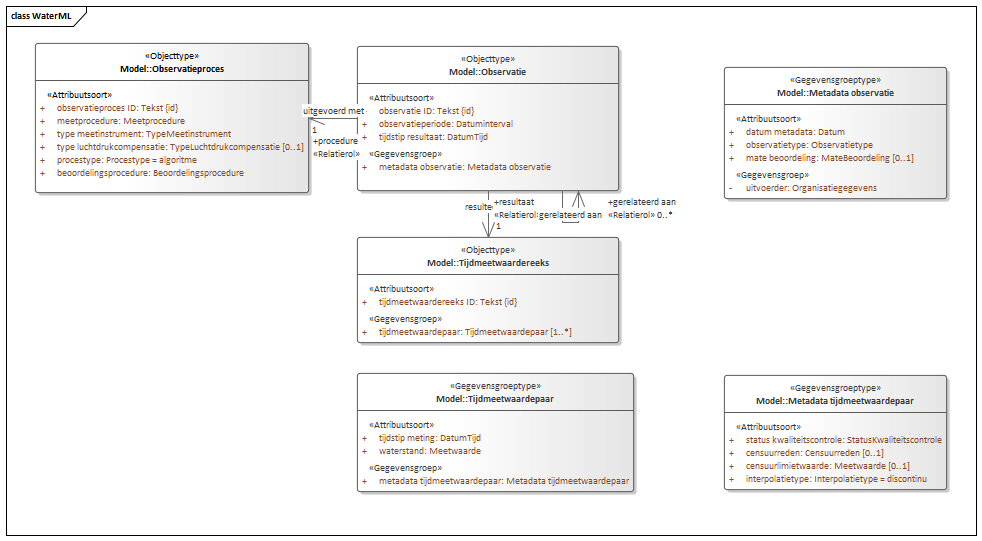 class WaterML
«Objecttype»
Model::Observatieproces
«Attribuutsoort»
+ observatieproces ID: Tekst {id}
+ meetprocedure: Meetprocedure
+ type meetinstrument: TypeMeetinstrument
+ type luchtdrukcompensatie: TypeLuchtdrukcompensatie [0..1]
+ procestype: Procestype = algoritme
+ beoordelingsprocedure: Beoordelingsprocedure
uitgevoerd met
1
+procedure
«Relatierol»
«Objecttype»
Model::Observatie
«Attribuutsoort»
observatie ID: Tekst {id}
+ observatieperiode: Datuminterval
+ tijdstip resultaat: DatumTijd
«Gegevensgroep»
+ metadata observatie: Metadata observatie
«Gegevensgroeptype»
Model::Metadata observatie
«Attribuutsoort»
+ datum metadata: Datum
+ observatietype: Observatietype
+ mate beoordeling: MateBeoordeling [0..1]
«Gegevensgroep»
- uitvoerder: Organisatiegegevens
resulte
+resultaat
«Relatierol
1
gerelateerd aan
+gerelateerd aan
«Relatierol» 0..*
«Objecttype»
Model::Tijdmeetwaardereeks
«Attribuutsoort»
+ tijdmeetwaardereeks ID: Tekst {id}
«Gegevensgroep»
+ tijdmeetwaardepaar: Tijdmeetwaardepaar [1..*]
«Gegevensgroeptype»
Model::Tijdmeetwaardepaar
«Attribuutsoort»
+ tijdstip meting: DatumTijd
+ waterstand: Meetwaarde
«Gegevensgroep»
+ metadata tijdmeetwaardepaar: Metadata tijdmeetwaardepaar
«Gegevensgroeptype»
Model::Metadata tijdmeetwaardepaar
«Attribuutsoort»
+ status kwaliteitscontrole: StatusKwaliteitscontrole
+ censuurreden: Censuurreden [0..1]
+ censuurlimietwaarde: Meetwaarde [0..1]
+ interpolatietype: Interpolatietype = discontinu